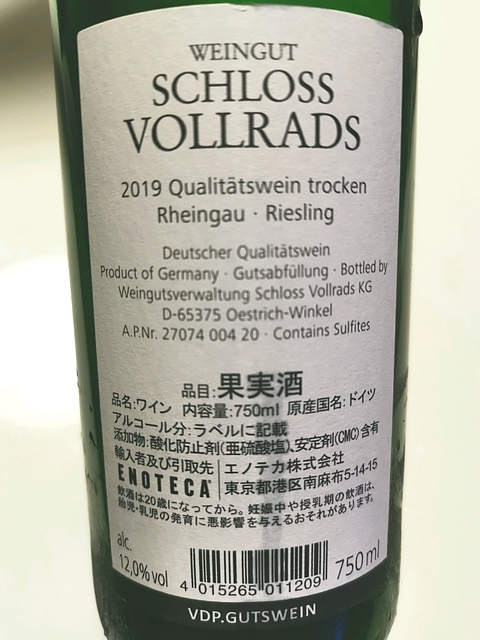 WEINGUT
SCHLOSS
VOLLRADS
2019 Qualitätswein trocken
Rheingau · Riesling
Deutscher Qualitätswein
Product of Germany · Gutsabfüllung · Bottled by
Weingutsverwaltung Schloss Vollrads KG
D-65375 Oestrich-Winkel
A.P.Nr. 27074 004 20 · Contains Sulfites
品目:果実酒
品名:ワイン 内容量:750ml 原産国名:ドイツ
アルコール分:ラベルに記載
添加物:酸化防止剤(亜硫酸塩)、安定剤(CMC)含有
輸入者及び引取先 エノテカ株式会社
ENOTECA 東京都港区南麻布5-14-15
飲酒は20歳になってから。妊娠中や授乳期の飲酒は、
胎児・乳児の発育に悪影響を与えるおそれがあります。
alc.
12,0% vol
4 015265 011209
750 ml
VDP.GUTSWEIN